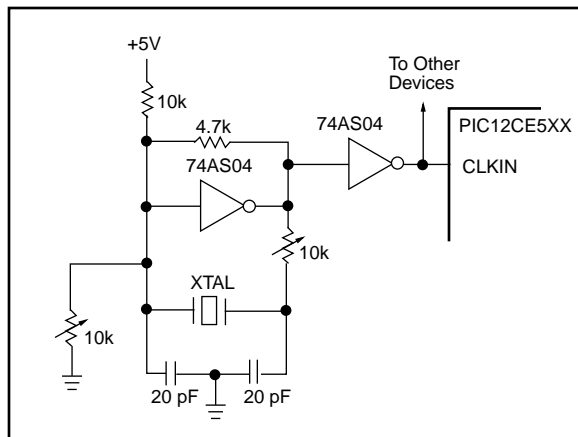 +5V
To Other
Devices
10k
4.7k
74AS04
PIC12CE5XX
74AS04
CLKIN
10k
XTAL
10k
20 pF
20 pF